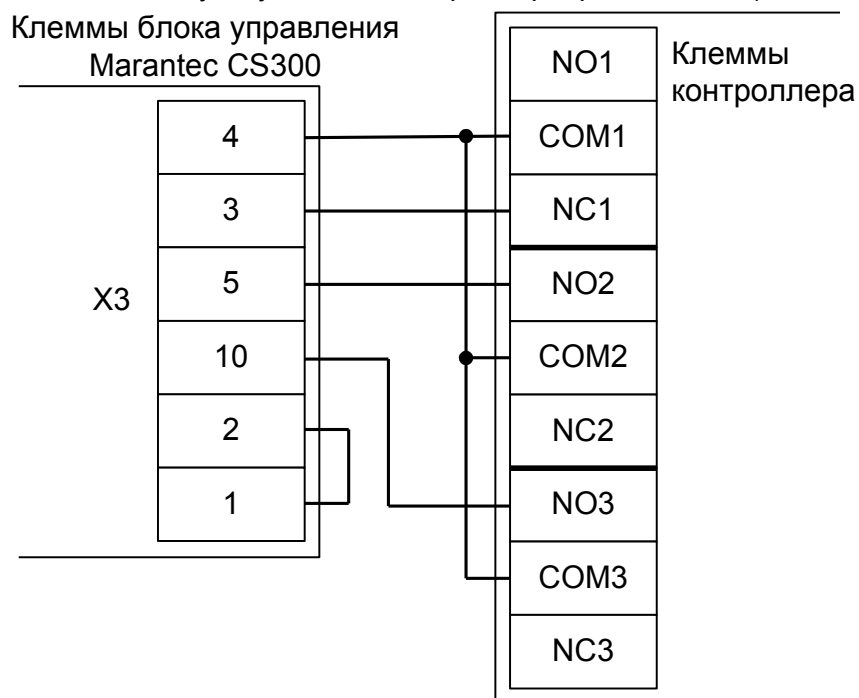 Клеммы блока управления
Marantec CS300
Клеммы
контроллера
X3
4
3
5
10
2
1
NO1
COM1
NC1
NO2
COM2
NC2
NO3
COM3
NC3